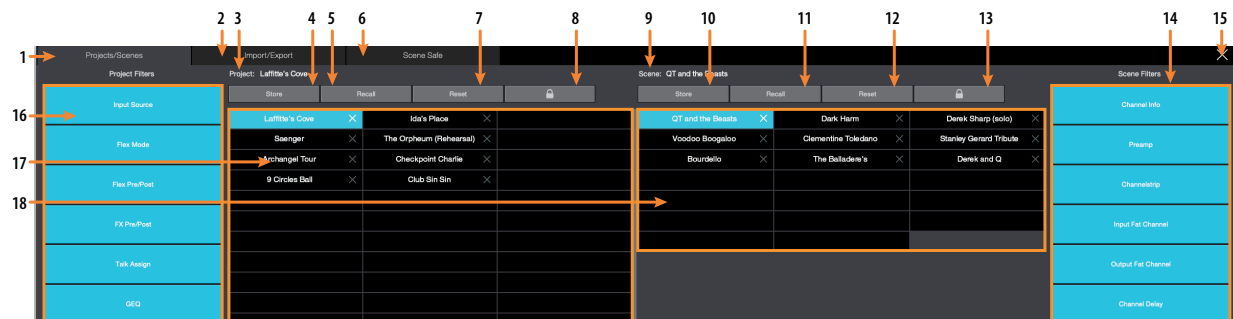 2 3 4 5 6 7 8 9 10 11 12 13 14 15
1 Projects/Scenes Import/Export Scene Safe
Project Filters Project: Laffitte's Cove Scene: QT and the Beasts Scene Filters
Store Recall Reset Store Recall Reset
16 Input Source Laffitte's Cove Ida's Place QT and the Beasts Dark Harm Derek Sharp (solo) Channel Info
Flex Mode Saenger The Orpheum (Rehearsal) Voodoo Boogaloo Clementine Toledano Stanley Gerard Tribute Preamp
17 Archangel Tour Checkpoint Charlie Bourdello The Balladere's Derek and Q
Flex Pre/Post 9 Circles Ball Club Sin Sin Channelstrip
18
FX Pre/Post Input Fat Channel
Talk Assign Output Fat Channel
GEQ Channel Delay